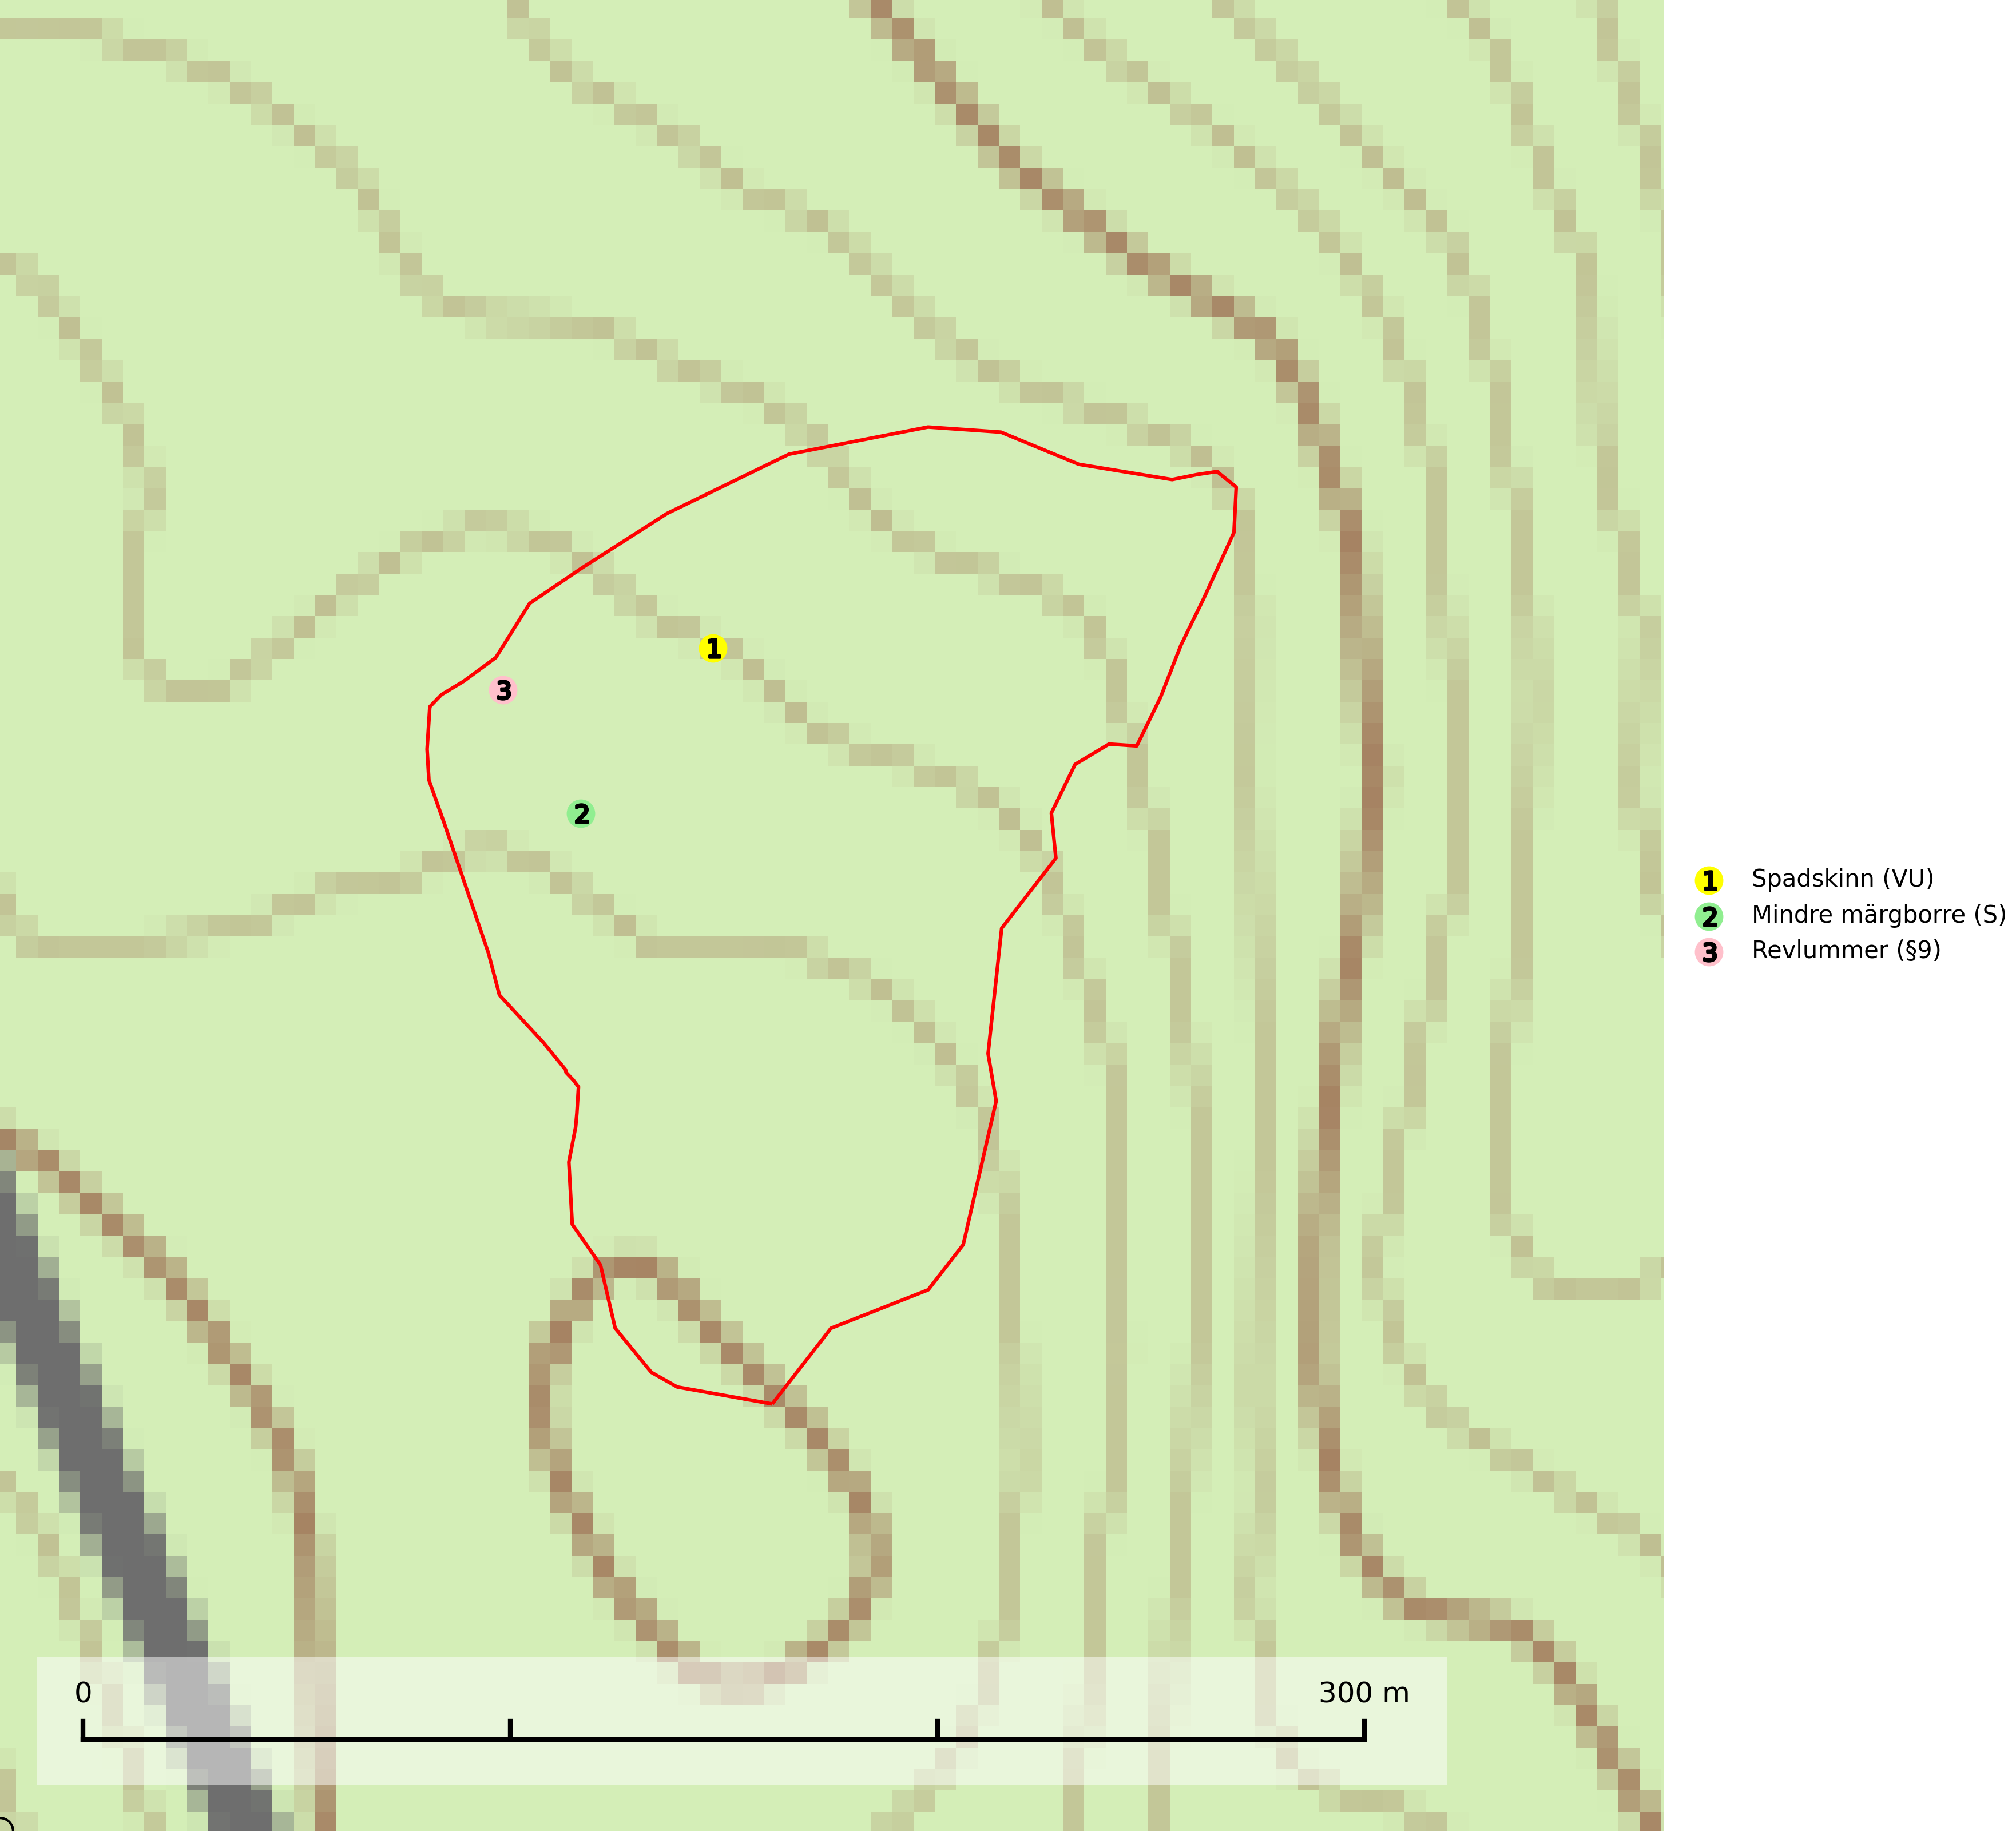 1
3
2
1 Spadskinn (VU)
2 Mindre märgborre (S)
3 Revlummer (§9)
0 300 m